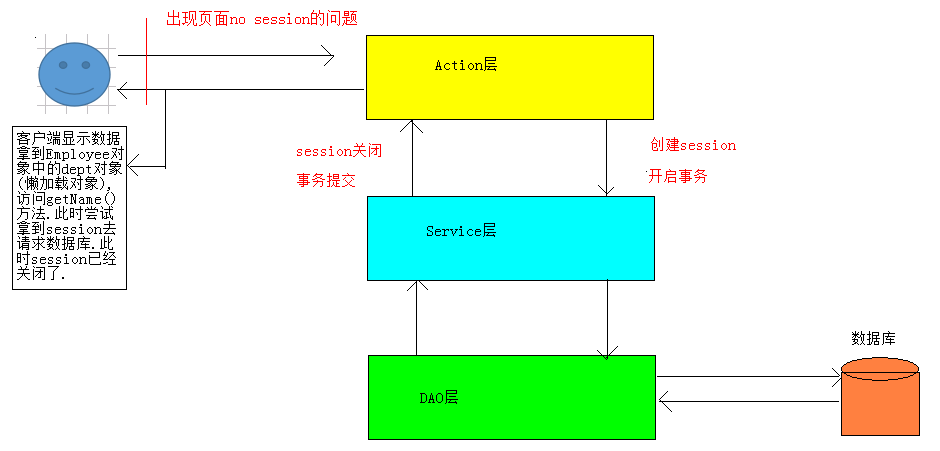 出现页面no session的问题
Action层
客户端显示数据
拿到Employee对
象中的dept对象
(懒加载对象),
访问getName()
方法.此时尝试
拿到session去
请求数据库.此
时session已经
关闭了.
session关闭
事务提交
创建session
开启事务
Service层
数据库
DAO层